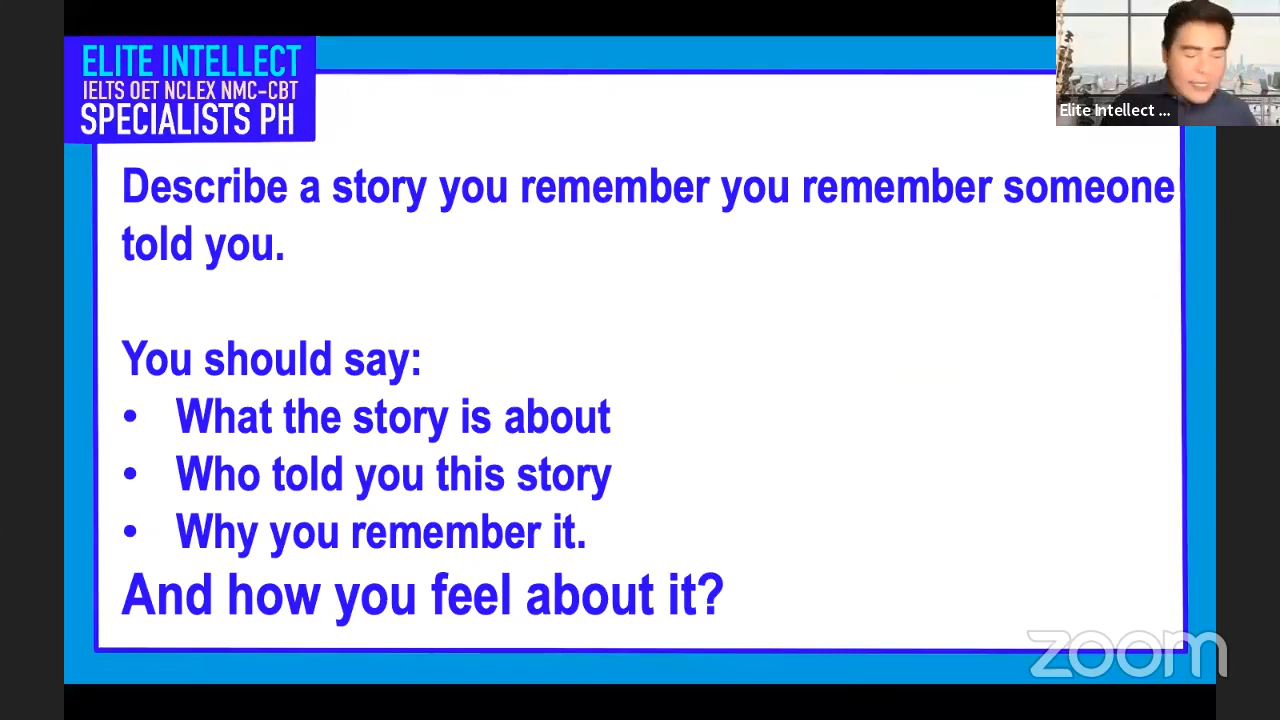 ELITE INTELLECT
IELTS OET NCLEX NMC-CBT
SPECIALISTS PH
Elite Intellect ...
Describe a story you remember you remember someone
told you.
You should say:
• What the story is about
• Who told you this story
• Why you remember it.
And how you feel about it?
zoom